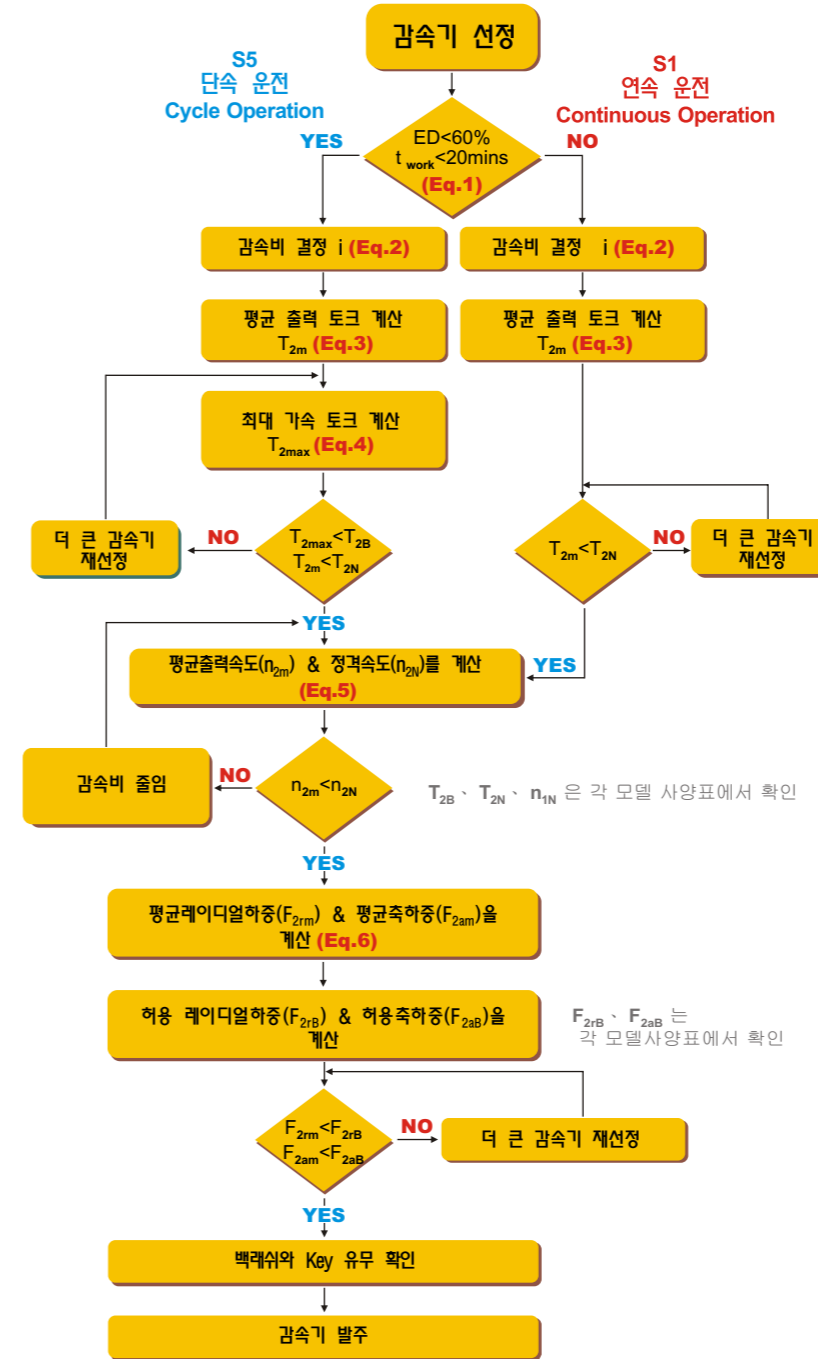 감속기 선정
S5
단속 운전
Cycle Operation
S1
연속 운전
Continuous Operation
YES
ED<60%
t work<20mins
(Eq.1)
NO
감속비 결정 i (Eq.2)
감속비 결정 i (Eq.2)
평균 출력 토크 계산
T2m (Eq.3)
평균 출력 토크 계산
T2m (Eq.3)
최대 가속 토크 계산
T2max (Eq.4)
더 큰 감속기
재선정
NO
T2max<T2B
T2m<T2N
T2m<T2N
NO
더 큰 감속기
재선정
YES
YES
평균출력속도(n2m) & 정격속도(n2N)를 계산
(Eq.5)
감속비 줄임
NO
n2m<n2N
T2B、T2N、n1N 은 각 모델 사양표에서 확인
YES
평균레이디얼하중(F2rm) & 평균축하중(F2am)을
계산 (Eq.6)
허용 레이디얼하중(F2rB) & 허용축하중(F2aB)을
계산
F2rB、F2aB 는
각 모델사양표에서 확인
F2rm<F2rB
F2am<F2aB
NO
더 큰 감속기 재선정
YES
백래쉬와 Key 유무 확인
감속기 발주